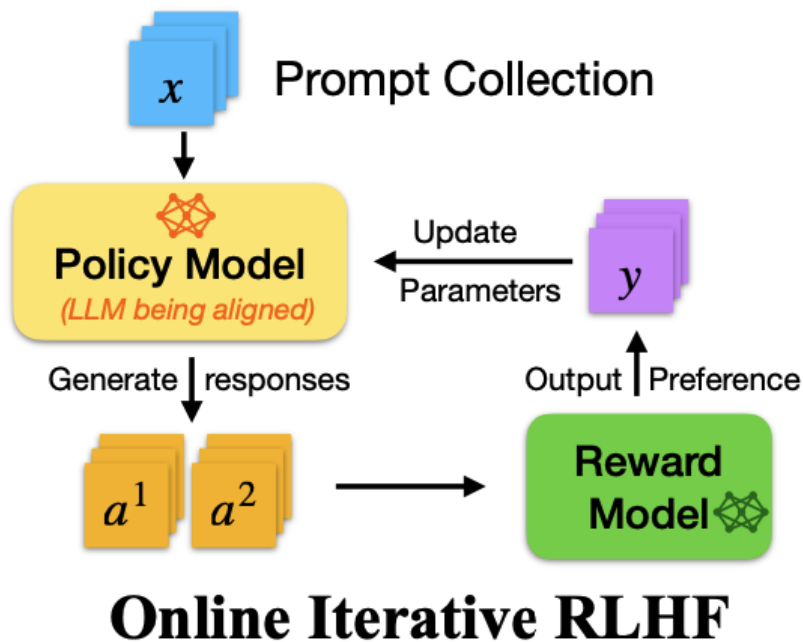 x
Prompt Collection
Policy Model
(LLM being aligned)
Update
Parameters
y
Generate responses
Output Preference
a¹ a²
Reward
Model
Online Iterative RLHF